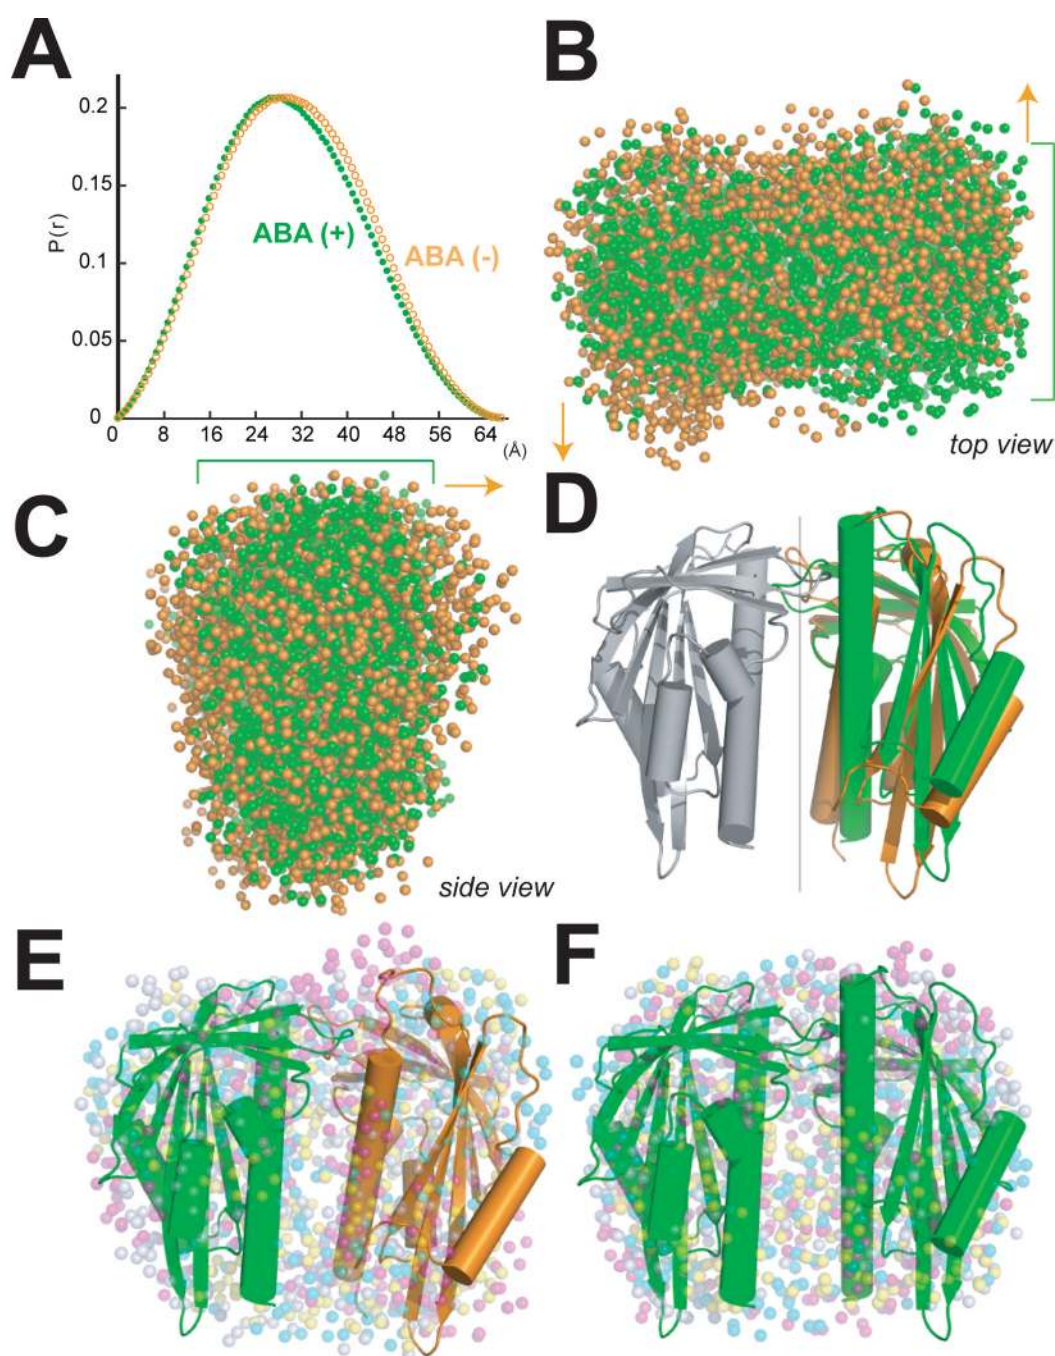 A
0.2
0.15
0.1
0.05
0
P(r)
ABA (+)
ABA (-)
0 8 16 24 32 40 48 56 64 (Å)
B
top view
C
side view
D
E
F